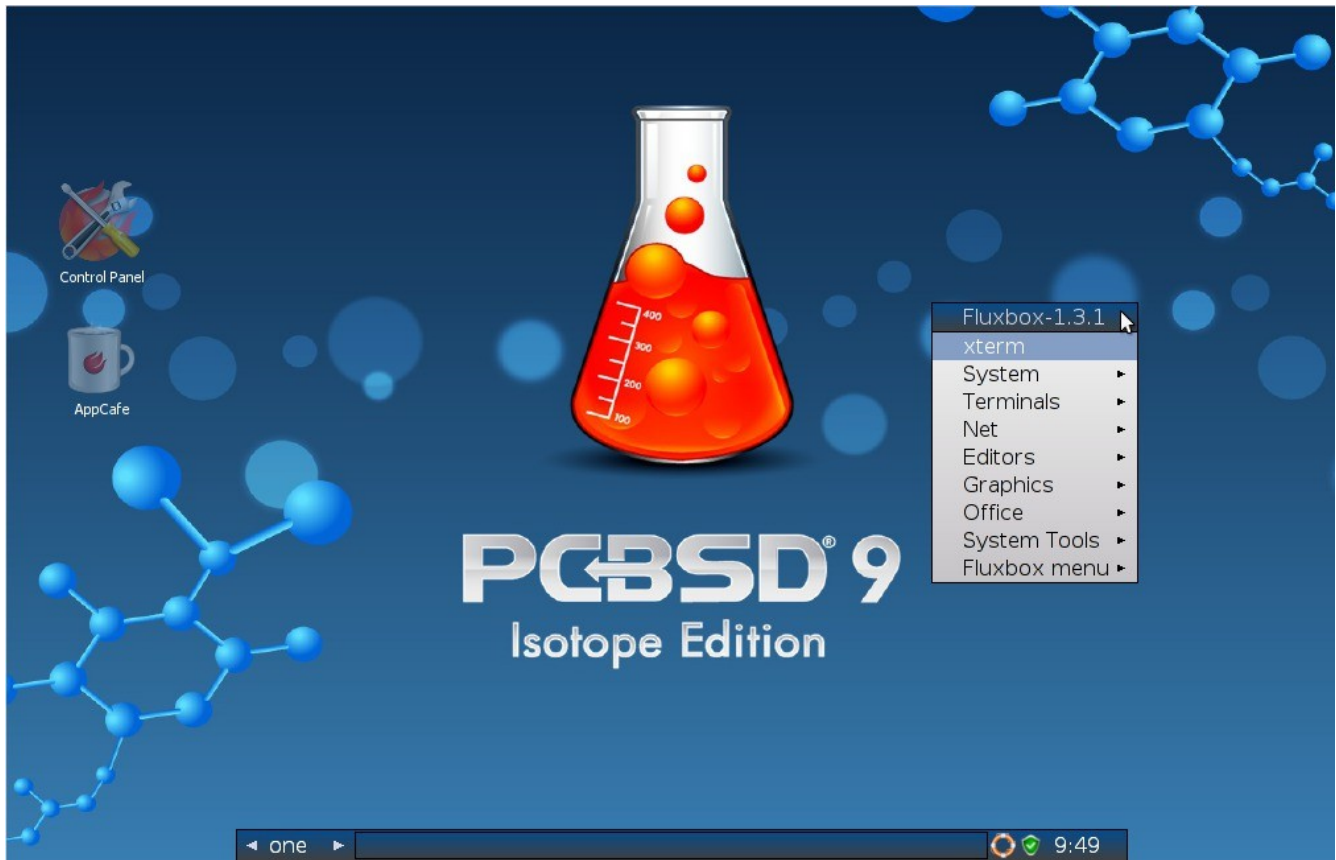 Control Panel
AppCafe
400
300
200
100
PCBSD® 9
Isotope Edition
Fluxbox-1.3.1
xterm
System
Terminals
Net
Editors
Graphics
Office
System Tools
Fluxbox menu
one
9:49